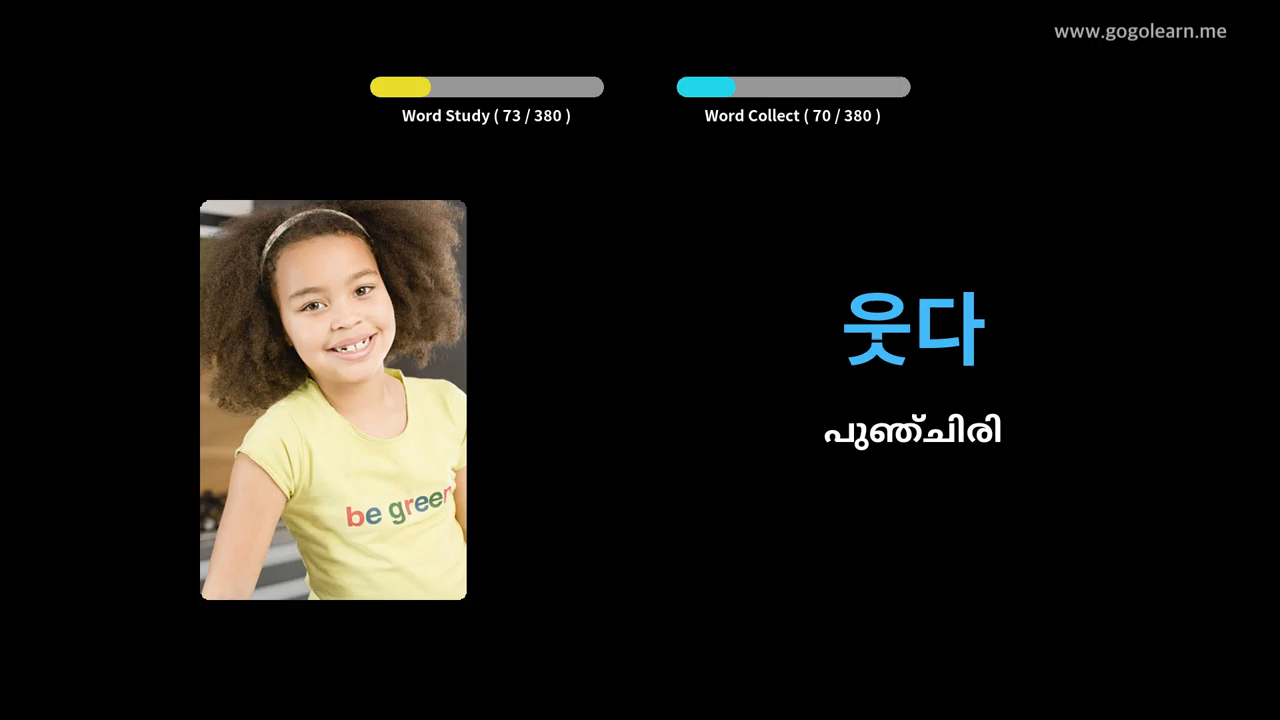 www.gogolearn.me
Word Study ( 73 / 380 )
Word Collect ( 70 / 380 )
웃다
പുഞ്ചിരി
be green